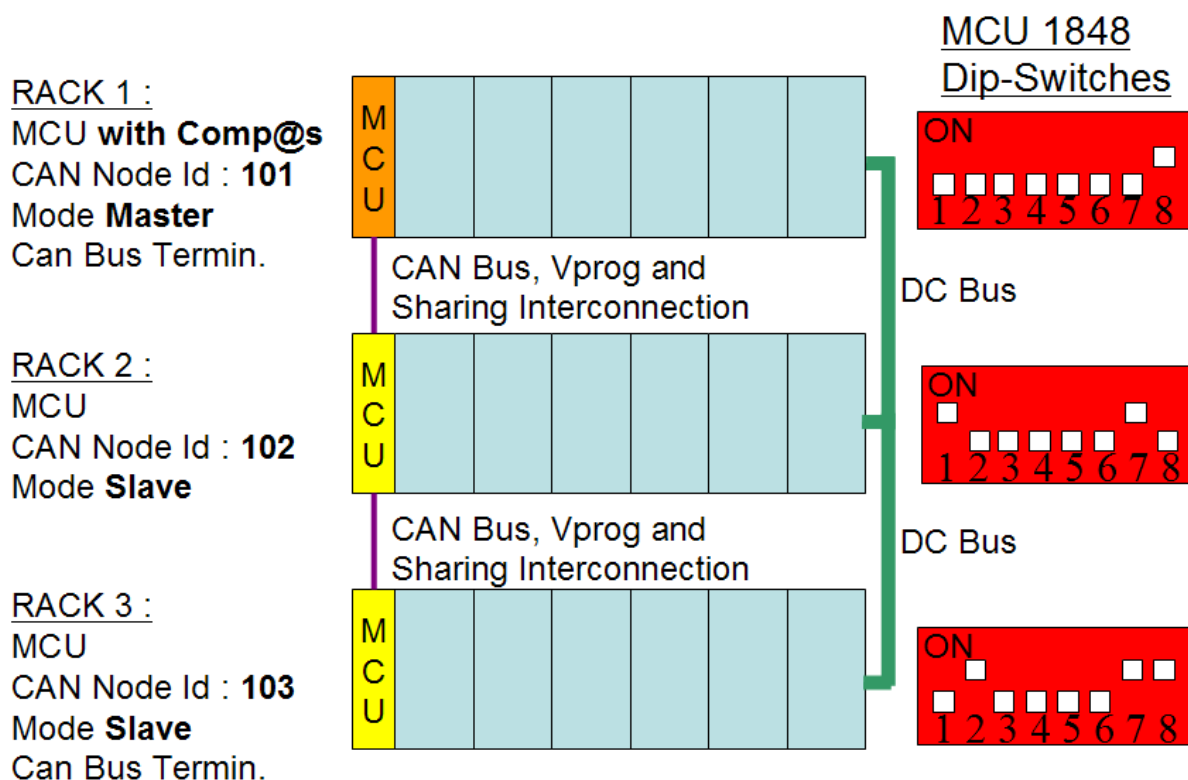 MCU 1848
Dip-Switches
RACK 1 :
MCU with Comp@s
CAN Node Id : 101
Mode Master
Can Bus Termin.
M
C
U
ON
1 2 3 4 5 6 7 8
CAN Bus, Vprog and
Sharing Interconnection
DC Bus
RACK 2 :
MCU
CAN Node Id : 102
Mode Slave
M
C
U
ON
1 2 3 4 5 6 7 8
CAN Bus, Vprog and
Sharing Interconnection
DC Bus
RACK 3 :
MCU
CAN Node Id : 103
Mode Slave
Can Bus Termin.
M
C
U
ON
1 2 3 4 5 6 7 8